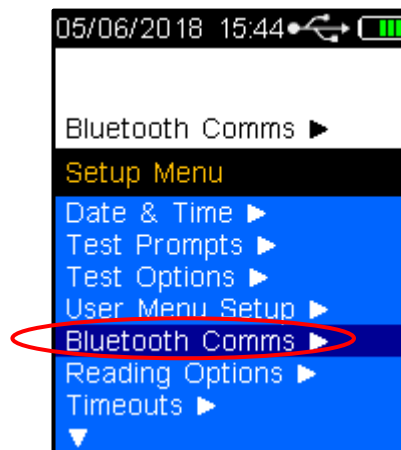 05/06/2018 15:44
Bluetooth Comms ▶
Setup Menu
Date & Time ▶
Test Prompts ▶
Test Options ▶
User Menu Setup ▶
Bluetooth Comms ▶
Reading Options ▶
Timeouts ▶
▼